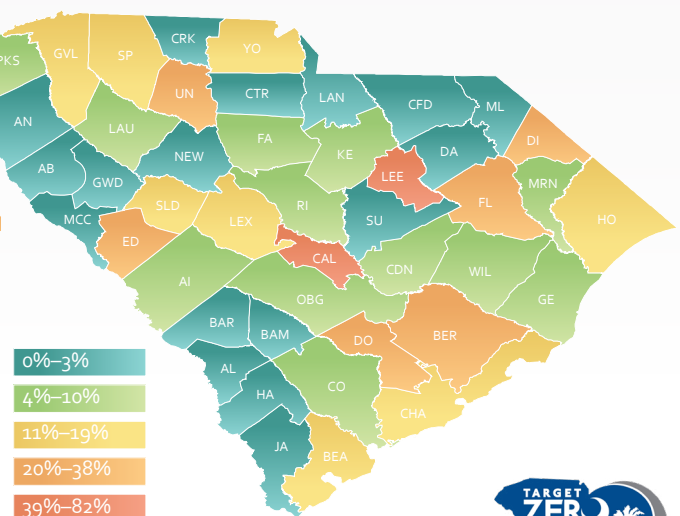 CRK
YO
GVL
SP
PKS
UN
CTR
LAN
CFD
ML
AN
LAU
DI
FA
KE
DA
AB
NEW
LEE
GWD
MRN
SLD
RI
FL
MCC
LEX
SU
HO
ED
CAL
CDN
WIL
AI
OBG
GE
BAR
BAM
DO
BER
AL
HA
CO
CHA
JA
BEA
0%–3%
4%–10%
11%–19%
20%–38%
39%–82%
TARGET
ZERO